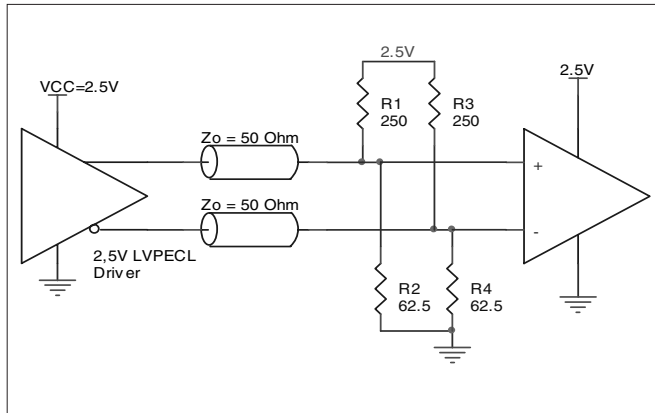 2.5V
VCC=2.5V
2.5V
R1
250
R3
250
Zo = 50 Ohm
+
Zo = 50 Ohm
-
2,5V LVPECL
Driver
R2
62.5
R4
62.5